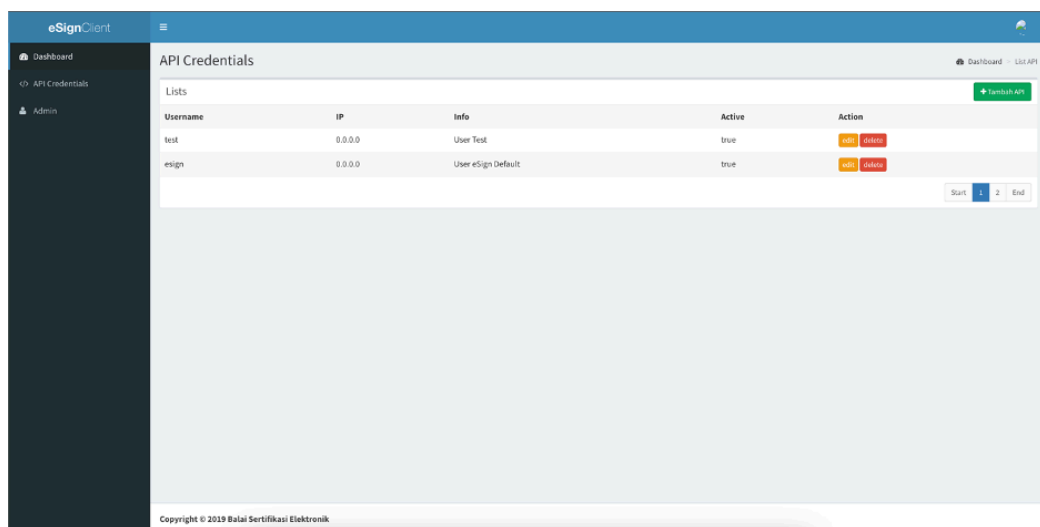 eSignClient
Dashboard
API Credentials
Admin
API Credentials
Dashboard > List API
Lists
Tambah API
Username IP Info Active Action
test 0.0.0.0 User Test true edit delete
esign 0.0.0.0 User eSign Default true edit delete
Start 1 2 End
Copyright © 2019 Balai Sertifikasi Elektronik